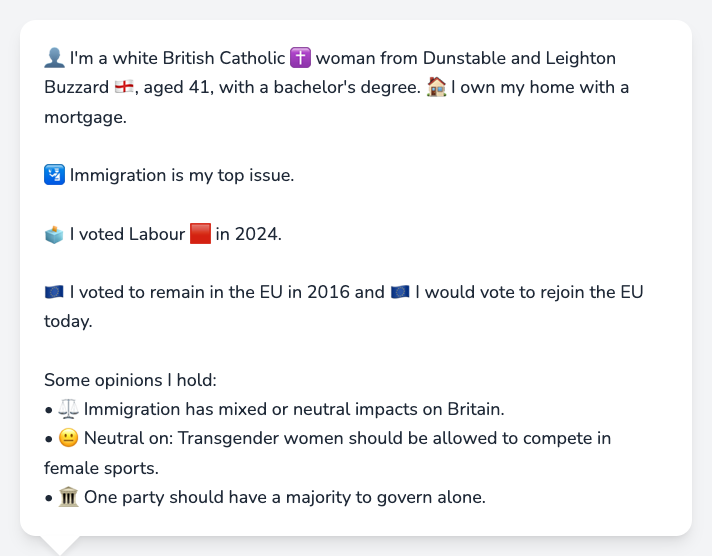 👤 I'm a white British Catholic ✝️ woman from Dunstable and Leighton
Buzzard 🏴󠁧󠁢󠁥󠁮󠁧󠁿, aged 41, with a bachelor's degree. 🏠 I own my home with a
mortgage.
🛂 Immigration is my top issue.
🗳️ I voted Labour 🟥 in 2024.
🇪🇺 I voted to remain in the EU in 2016 and 🇪🇺 I would vote to rejoin the EU
today.
Some opinions I hold:
• ⚖️ Immigration has mixed or neutral impacts on Britain.
• 😐 Neutral on: Transgender women should be allowed to compete in
female sports.
• 🏛️ One party should have a majority to govern alone.